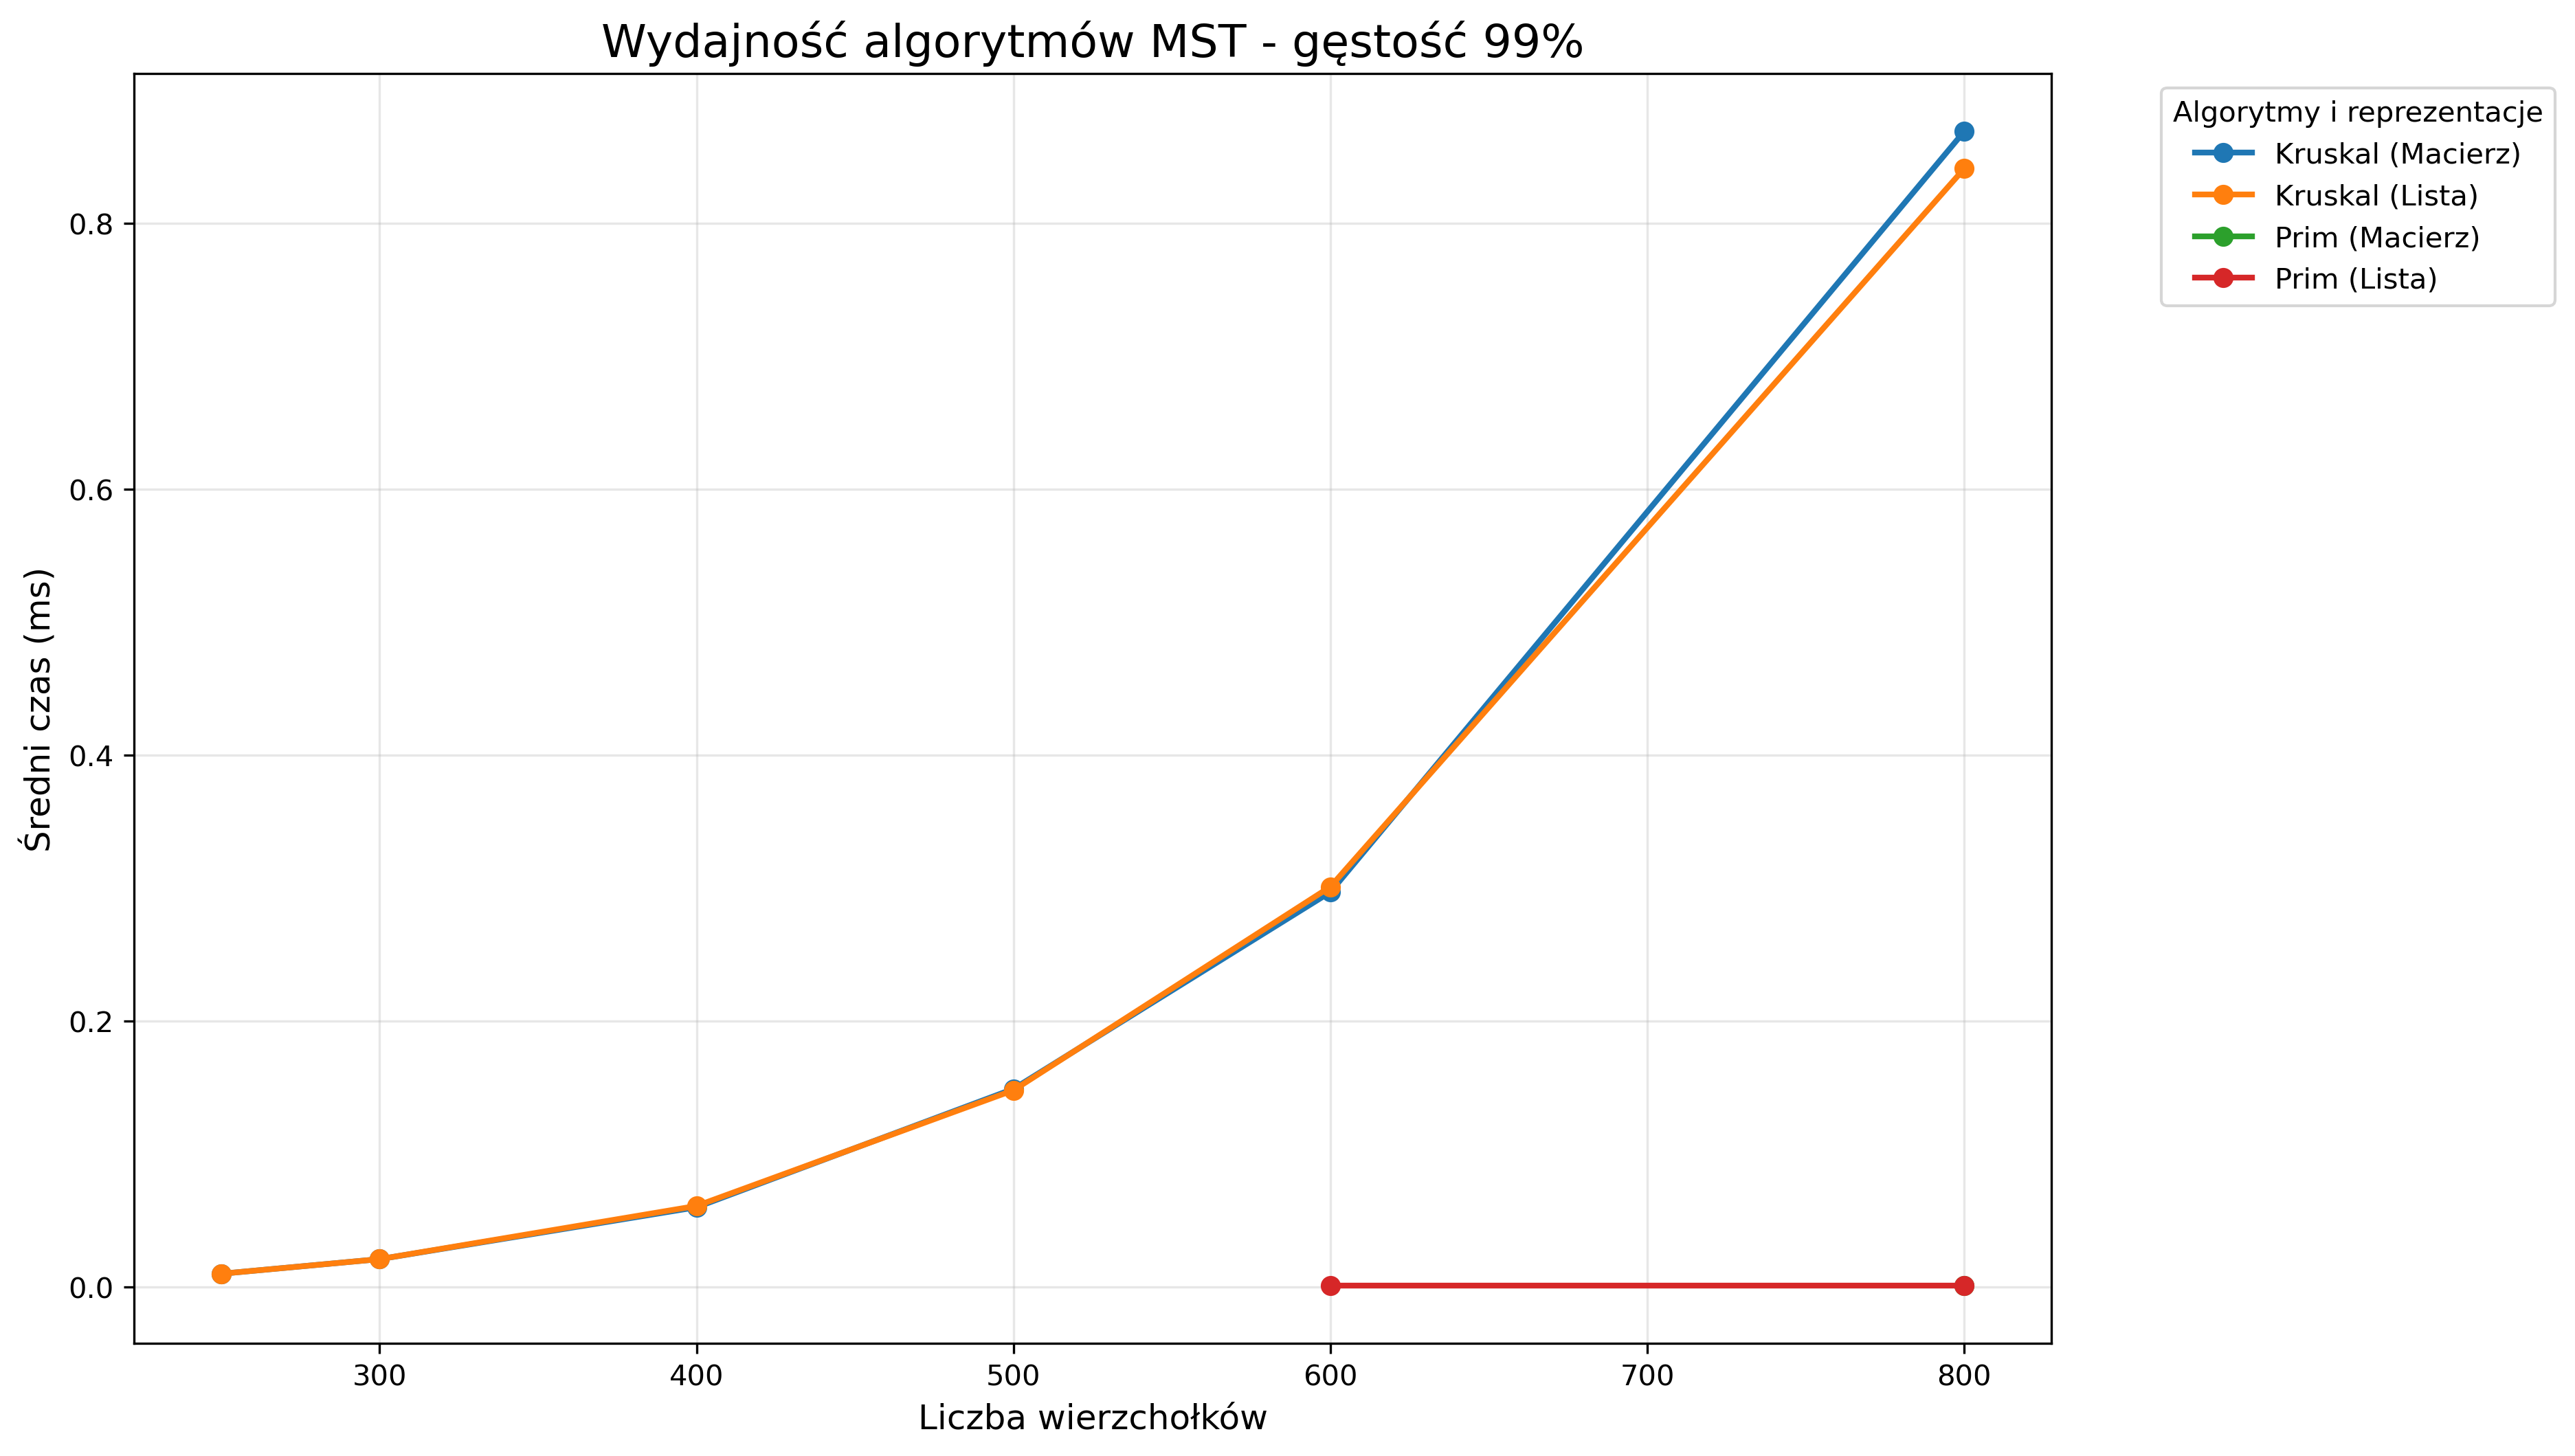 Wydajność algorytmów MST - gęstość 99%
Algorytmy i reprezentacje
Kruskal (Macierz)
Kruskal (Lista)
Prim (Macierz)
Prim (Lista)
Średni czas (ms)
0.8
0.6
0.4
0.2
0.0
300 400 500 600 700 800
Liczba wierzchołków